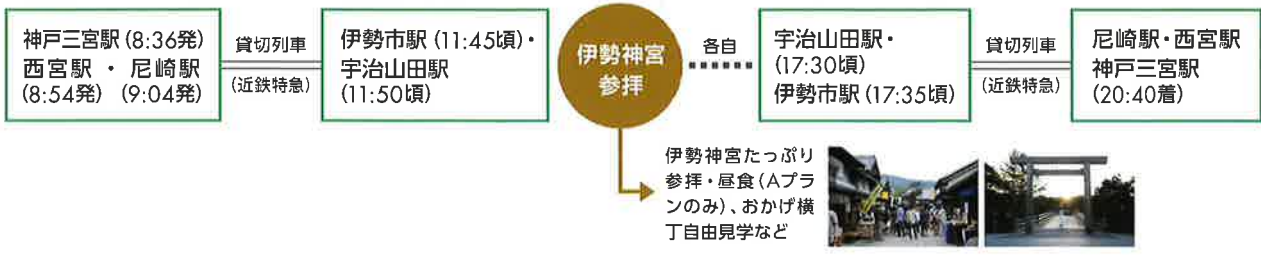 神戸三宮駅(8:36発)
西宮駅・尼崎駅
(8:54発) (9:04発)
貸切列車
(近鉄特急)
伊勢市駅(11:45頃)・
宇治山田駅
(11:50頃)
伊勢神宮
参拝
各自
宇治山田駅・
(17:30頃)
伊勢市駅(17:35頃)
貸切列車
(近鉄特急)
尼崎駅・西宮駅
神戸三宮駅
(20:40着)
伊勢神宮たっぷり
参拝・昼食(Aプラ
ンのみ)、おかげ横
丁自由見学など